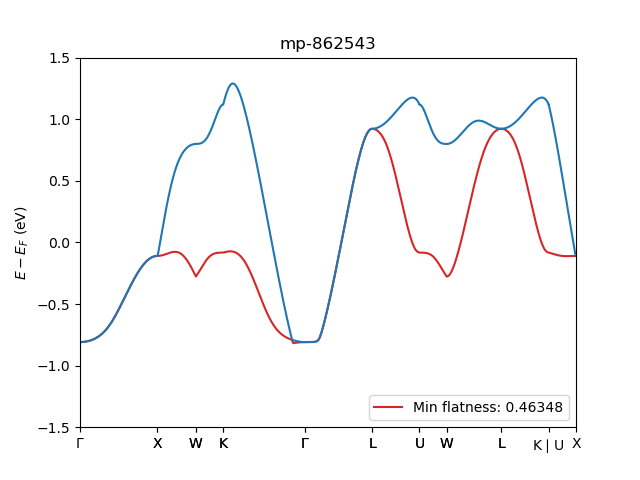 mp-862543
E − E_F (eV)
1.5
1.0
0.5
0.0
−0.5
−1.0
−1.5
Min flatness: 0.46348
Γ X W K Γ L U W L K | U X